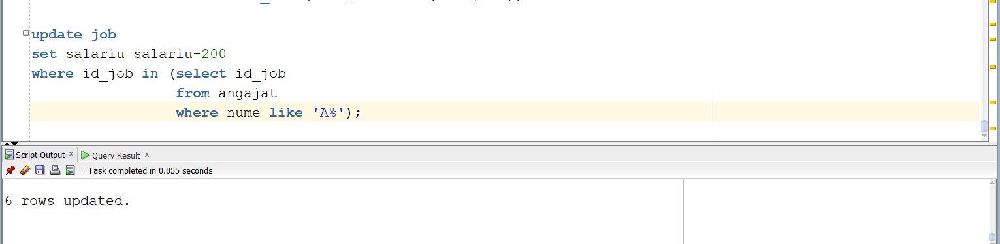 update job
set salariu=salariu-200
where id_job in (select id_job
from angajat
where nume like 'A%');
Script Output x Query Result x
Task completed in 0.055 seconds
6 rows updated.